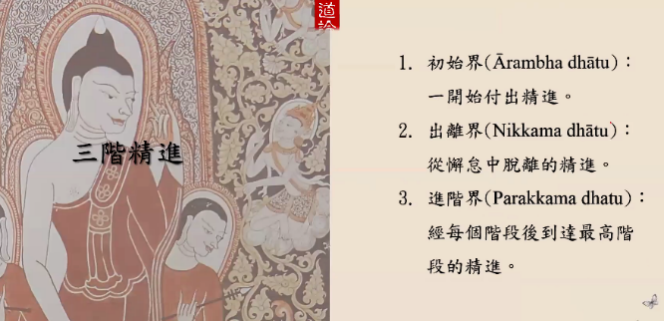 道論
三階精進
1. 初始界(Ārambha dhātu)：
一開始付出精進。
2. 出離界(Nikkama dhātu)：
從懈怠中脫離的精進。
3. 進階界(Parakkama dhatu)：
經每個階段後到達最高階
段的精進。